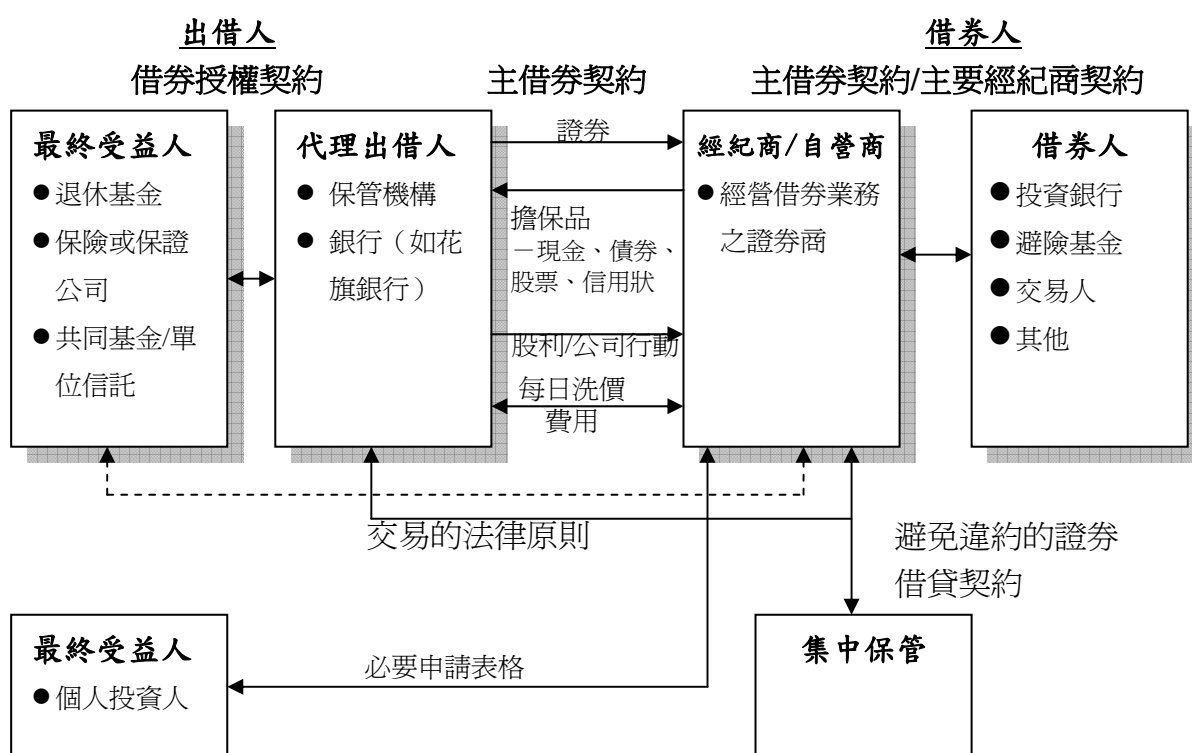 出借人
借券人
借券授權契約
主借券契約
主借券契約/主要經紀商契約
最終受益人
●退休基金
●保險或保證
公司
●共同基金/單
位信託
代理出借人
● 保管機構
● 銀行（如花
旗銀行）
證券
擔保品
－現金、債券、
股票、信用狀
股利/公司行動
每日洗價
費用
經紀商/自營商
●經營借券業務
之證券商
借券人
●投資銀行
●避險基金
●交易人
●其他
交易的法律原則
避免違約的證券
借貸契約
最終受益人
●個人投資人
必要申請表格
集中保管